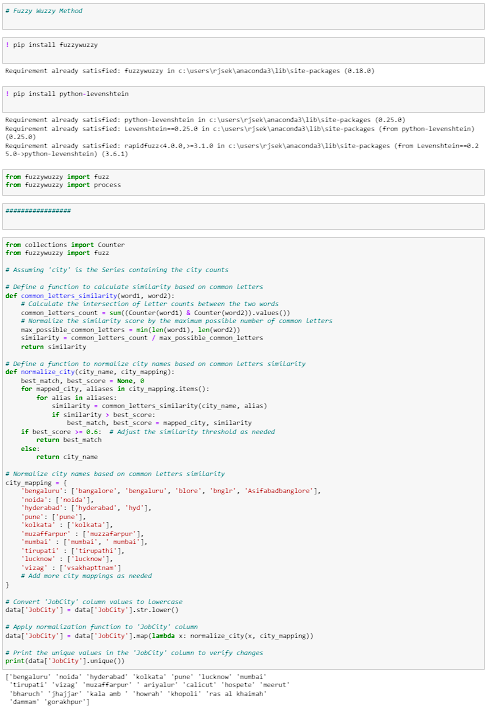 # Fuzzy Wuzzy Method
! pip install fuzzywuzzy
Requirement already satisfied: fuzzywuzzy in c:\users\rjsek\anaconda3\lib\site-packages (0.18.0)
! pip install python-levenshtein
Requirement already satisfied: python-levenshtein in c:\users\rjsek\anaconda3\lib\site-packages (0.25.0)
Requirement already satisfied: Levenshtein==0.25.0 in c:\users\rjsek\anaconda3\lib\site-packages (from python-levenshtein)
(0.25.0)
Requirement already satisfied: rapidfuzz<4.0.0,>=3.1.0 in c:\users\rjsek\anaconda3\lib\site-packages (from Levenshtein==0.2
5.0->python-levenshtein) (3.6.1)
from fuzzywuzzy import fuzz
from fuzzywuzzy import process
#################
from collections import Counter
from fuzzywuzzy import fuzz
# Assuming 'city' is the Series containing the city counts
# Define a function to calculate similarity based on common letters
def common_letters_similarity(word1, word2):
    # Calculate the intersection of letter counts between the two words
    common_letters_count = sum((Counter(word1) & Counter(word2)).values())
    # Normalize the similarity score by the maximum possible number of common letters
    max_possible_common_letters = min(len(word1), len(word2))
    similarity = common_letters_count / max_possible_common_letters
    return similarity
# Define a function to normalize city names based on common letters similarity
def normalize_city(city_name, city_mapping):
    best_match, best_score = None, 0
    for mapped_city, aliases in city_mapping.items():
        for alias in aliases:
            similarity = common_letters_similarity(city_name, alias)
            if similarity > best_score:
                best_match, best_score = mapped_city, similarity
    if best_score >= 0.6:  # Adjust the similarity threshold as needed
        return best_match
    else:
        return city_name
# Normalize city names based on common letters similarity
city_mapping = {
    'bengaluru': ['bangalore', 'bengaluru', 'blore', 'bnglr', 'Asifabadbanglore'],
    'noida': ['noida'],
    'hyderabad': ['hyderabad', 'hyd'],
    'pune': ['pune'],
    'kolkata' : ['kolkata'],
    'muzaffarpur' : ['muzzafarpur'],
    'mumbai' : ['mumbai', ' mumbai'],
    'tirupati' : ['tirupathi'],
    'lucknow' : ['lucknow'],
    'vizag' : ['vsakhapttnam']
    # Add more city mappings as needed
}
# Convert 'JobCity' column values to lowercase
data['JobCity'] = data['JobCity'].str.lower()
# Apply normalization function to 'JobCity' column
data['JobCity'] = data['JobCity'].map(lambda x: normalize_city(x, city_mapping))
# Print the unique values in the 'JobCity' column to verify changes
print(data['JobCity'].unique())
['bengaluru' 'noida' 'hyderabad' 'kolkata' 'pune' 'lucknow' 'mumbai'
 'tirupati' 'vizag' 'muzaffarpur' ' ariyalur' 'calicut' 'hospete' 'meerut'
 'bharuch' 'jhajjar' 'kala amb ' 'howrah' 'khopoli' 'ras al khaimah'
 'dammam' 'gorakhpur']